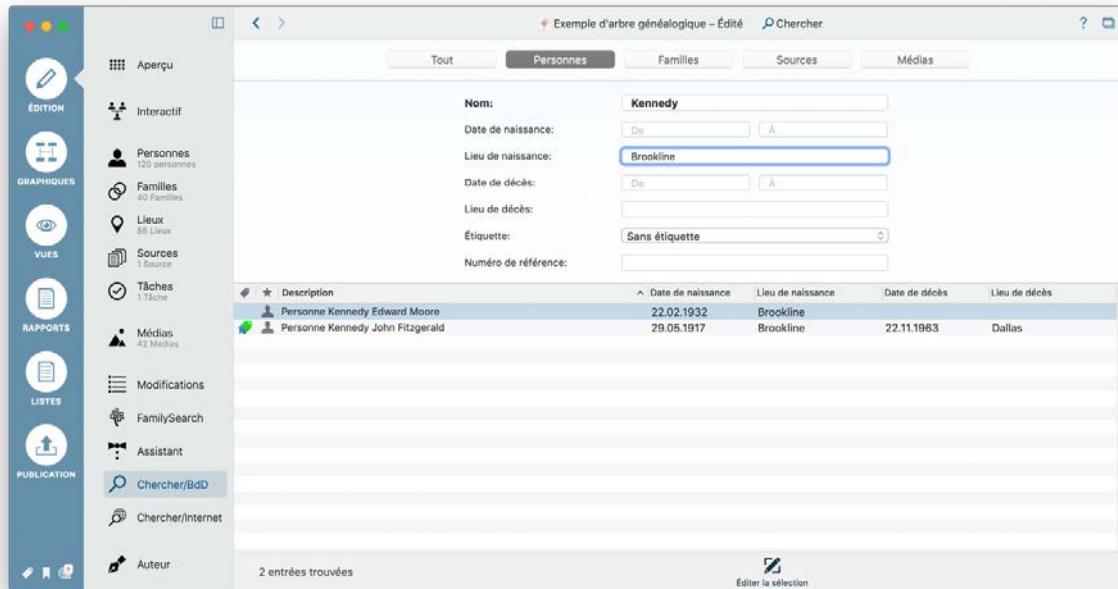 Exemple d'arbre généalogique – Édité
Chercher
?
ÉDITION
GRAPHIQUES
VUES
RAPPORTS
LISTES
PUBLICATION
Aperçu
Interactif
Personnes
120 personnes
Familles
40 Familles
Lieux
55 Lieux
Sources
1 Source
Tâches
1 Tâche
Médias
42 Medias
Modifications
FamilySearch
Assistant
Chercher/BdD
Chercher/Internet
Auteur
Tout Personnes Familles Sources Médias
Nom: Kennedy
Date de naissance: De À
Lieu de naissance: Brookline
Date de décès: De À
Lieu de décès:
Étiquette: Sans étiquette
Numéro de référence:
Description Date de naissance Lieu de naissance Date de décès Lieu de décès
Personne Kennedy Edward Moore 22.02.1932 Brookline
Personne Kennedy John Fitzgerald 29.05.1917 Brookline 22.11.1963 Dallas
2 entrées trouvées
Éditer la sélection